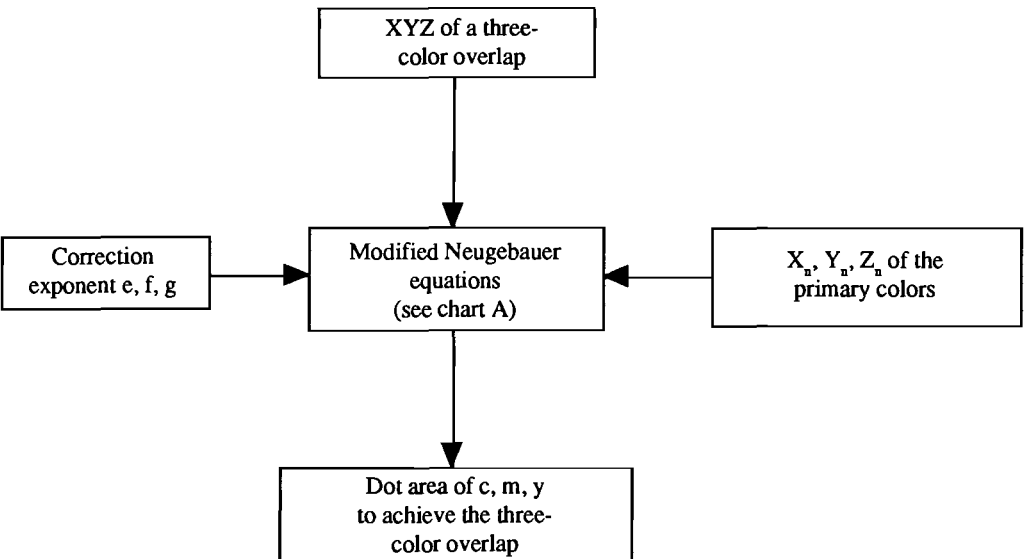 XYZ of a three-
color overlap
Correction
exponent e, f, g
Modified Neugebauer
equations
(see chart A)
Xn, Yn, Zn of the
primary colors
Dot area of c, m, y
to achieve the three-
color overlap